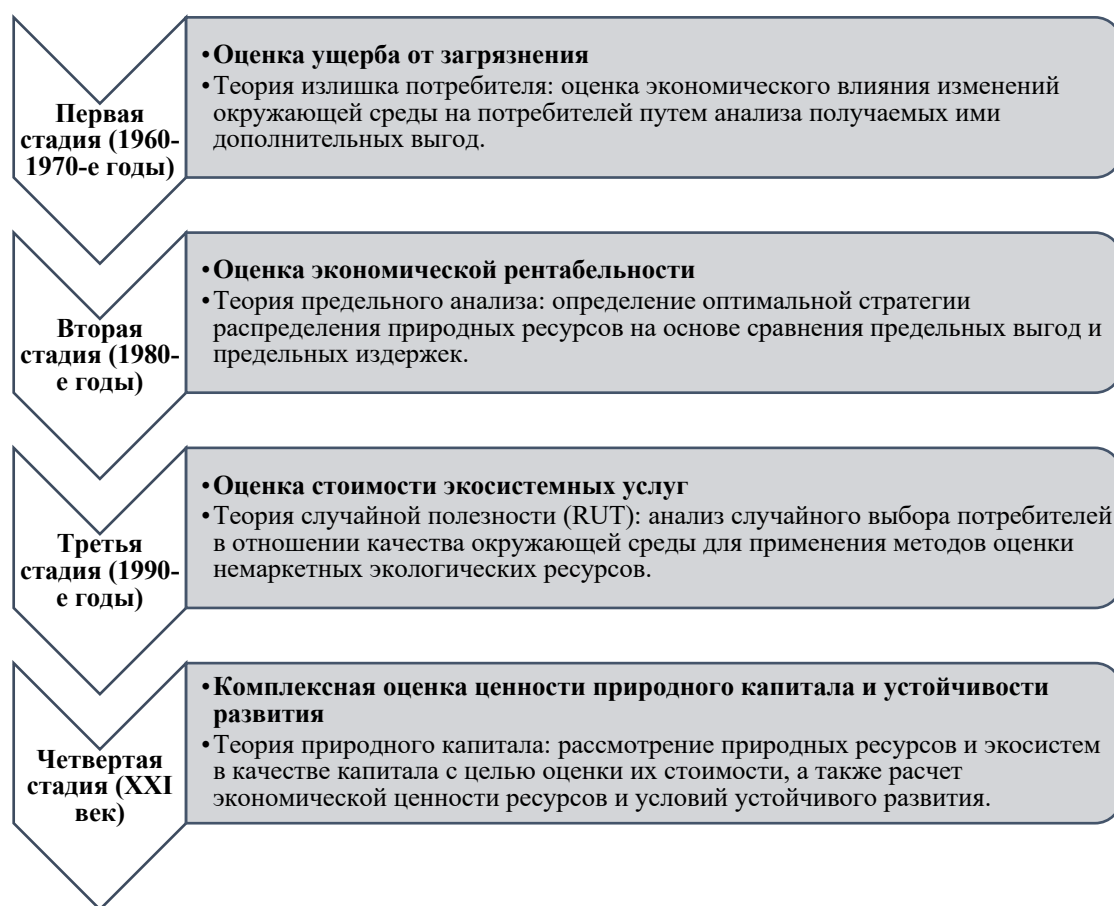 Первая
стадия (1960-
1970-е годы)
•Оценка ущерба от загрязнения
•Теория излишка потребителя: оценка экономического влияния изменений
окружающей среды на потребителей путем анализа получаемых ими
дополнительных выгод.
Вторая
стадия (1980-
е годы)
•Оценка экономической рентабельности
•Теория предельного анализа: определение оптимальной стратегии
распределения природных ресурсов на основе сравнения предельных выгод и
предельных издержек.
Третья
стадия (1990-
е годы)
•Оценка стоимости экосистемных услуг
•Теория случайной полезности (RUT): анализ случайного выбора потребителей
в отношении качества окружающей среды для применения методов оценки
немаркетных экологических ресурсов.
Четвертая
стадия (XXI
век)
•Комплексная оценка ценности природного капитала и устойчивости
развития
•Теория природного капитала: рассмотрение природных ресурсов и экосистем
в качестве капитала с целью оценки их стоимости, а также расчет
экономической ценности ресурсов и условий устойчивого развития.